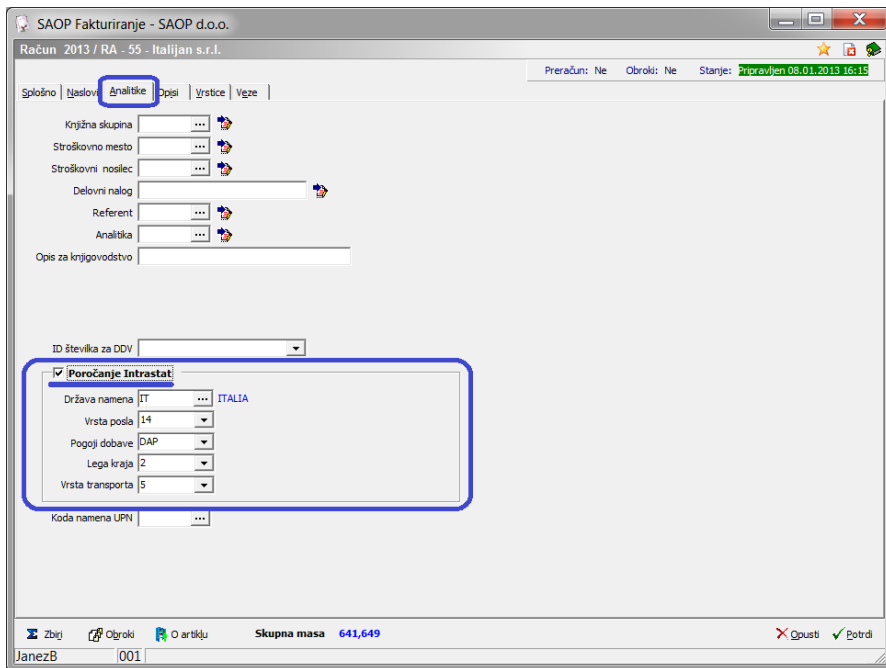 SAOP Fakturiranje - SAOP d.o.o.
Račun 2013 / RA - 55 - Italijan s.r.l.
Preračun: Ne Obroki: Ne Stanje: Pripravljen 08.01.2013 16:15
Splošno Naslovi Analitike Opisi Vrstice Veze
Knjižna skupina
Stroškovno mesto
Stroškovni nosilec
Delovni nalog
Referent
Analitika
Opis za knjigovodstvo
ID številka za DDV
Poročanje Intrastat
Država namena IT ... ITALIA
Vrsta posla 14
Pogoji dobave DAP
Lega kraja 2
Vrsta transporta 5
Koda namena UPN
Zbirj Obroki O artiklu Skupna masa 641,649 Opusti Potrdi
JanezB 001